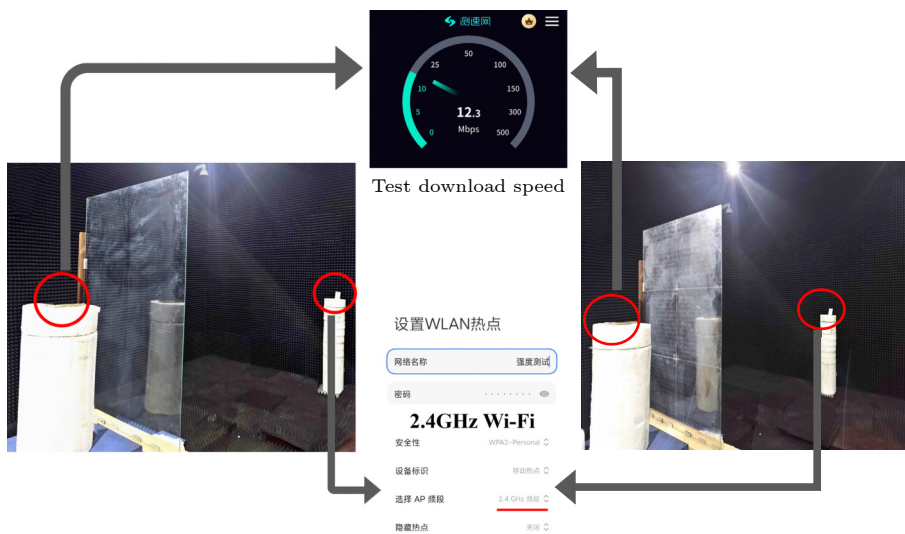 测速网
50
25
100
10
150
12.3
5
300
Mbps
0
500
Test download speed
设置WLAN热点
网络名称
强度测试
密码
········
2.4GHz Wi-Fi
安全性
WPA2-Personal
设备标识
移动热点
选择 AP 频段
2.4 GHz 频段
隐藏热点
关闭